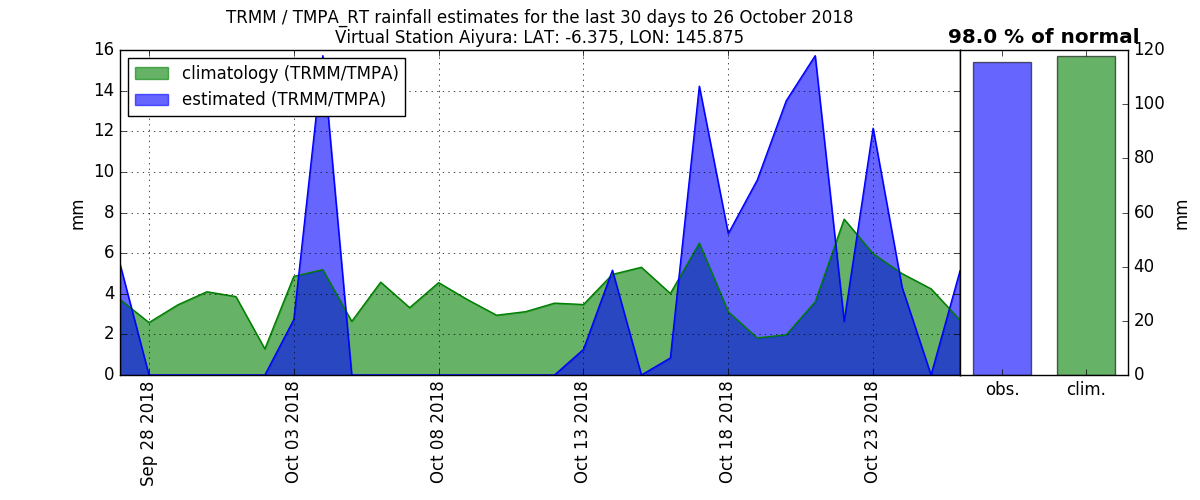 TRMM / TMPA_RT rainfall estimates for the last 30 days to 26 October 2018
Virtual Station Aiyura: LAT: -6.375, LON: 145.875
98.0 % of normal
climatology (TRMM/TMPA)
estimated (TRMM/TMPA)
16
14
12
10
8
6
4
2
0
mm
Sep 28 2018
Oct 03 2018
Oct 08 2018
Oct 13 2018
Oct 18 2018
Oct 23 2018
120
100
80
60
40
20
0
mm
obs.
clim.